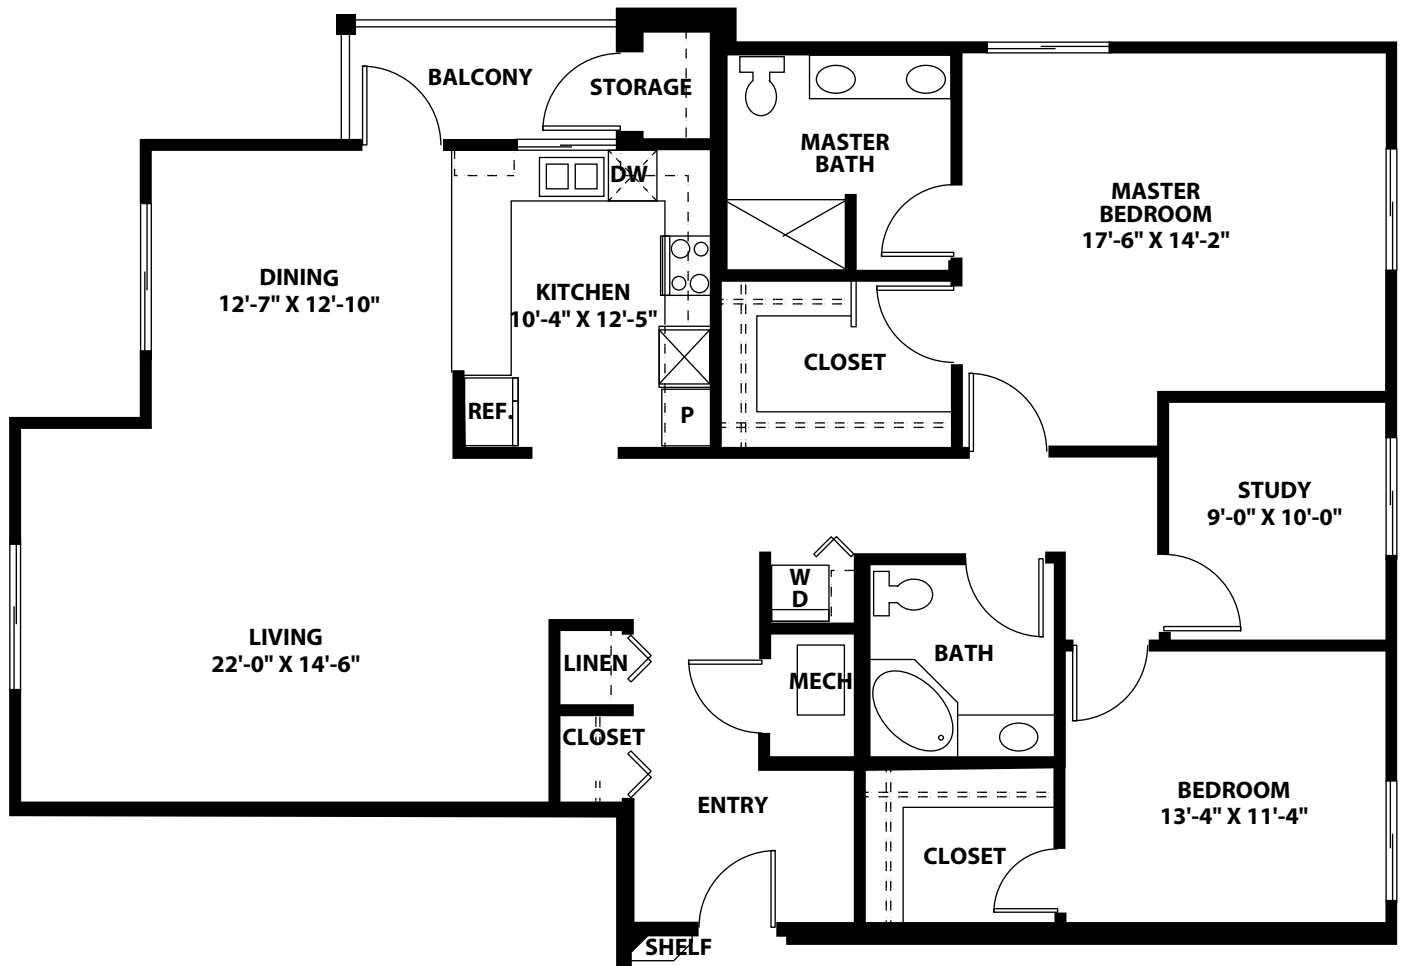 BALCONY
STORAGE
MASTER
BATH
DW
MASTER
BEDROOM
17'-6" X 14'-2"
DINING
12'-7" X 12'-10"
KITCHEN
10'-4" X 12'-5"
CLOSET
REF.
P
STUDY
9'-0" X 10'-0"
W
D
LIVING
22'-0" X 14'-6"
LINEN
MECH
BATH
CLOSET
ENTRY
BEDROOM
13'-4" X 11'-4"
CLOSET
SHELF